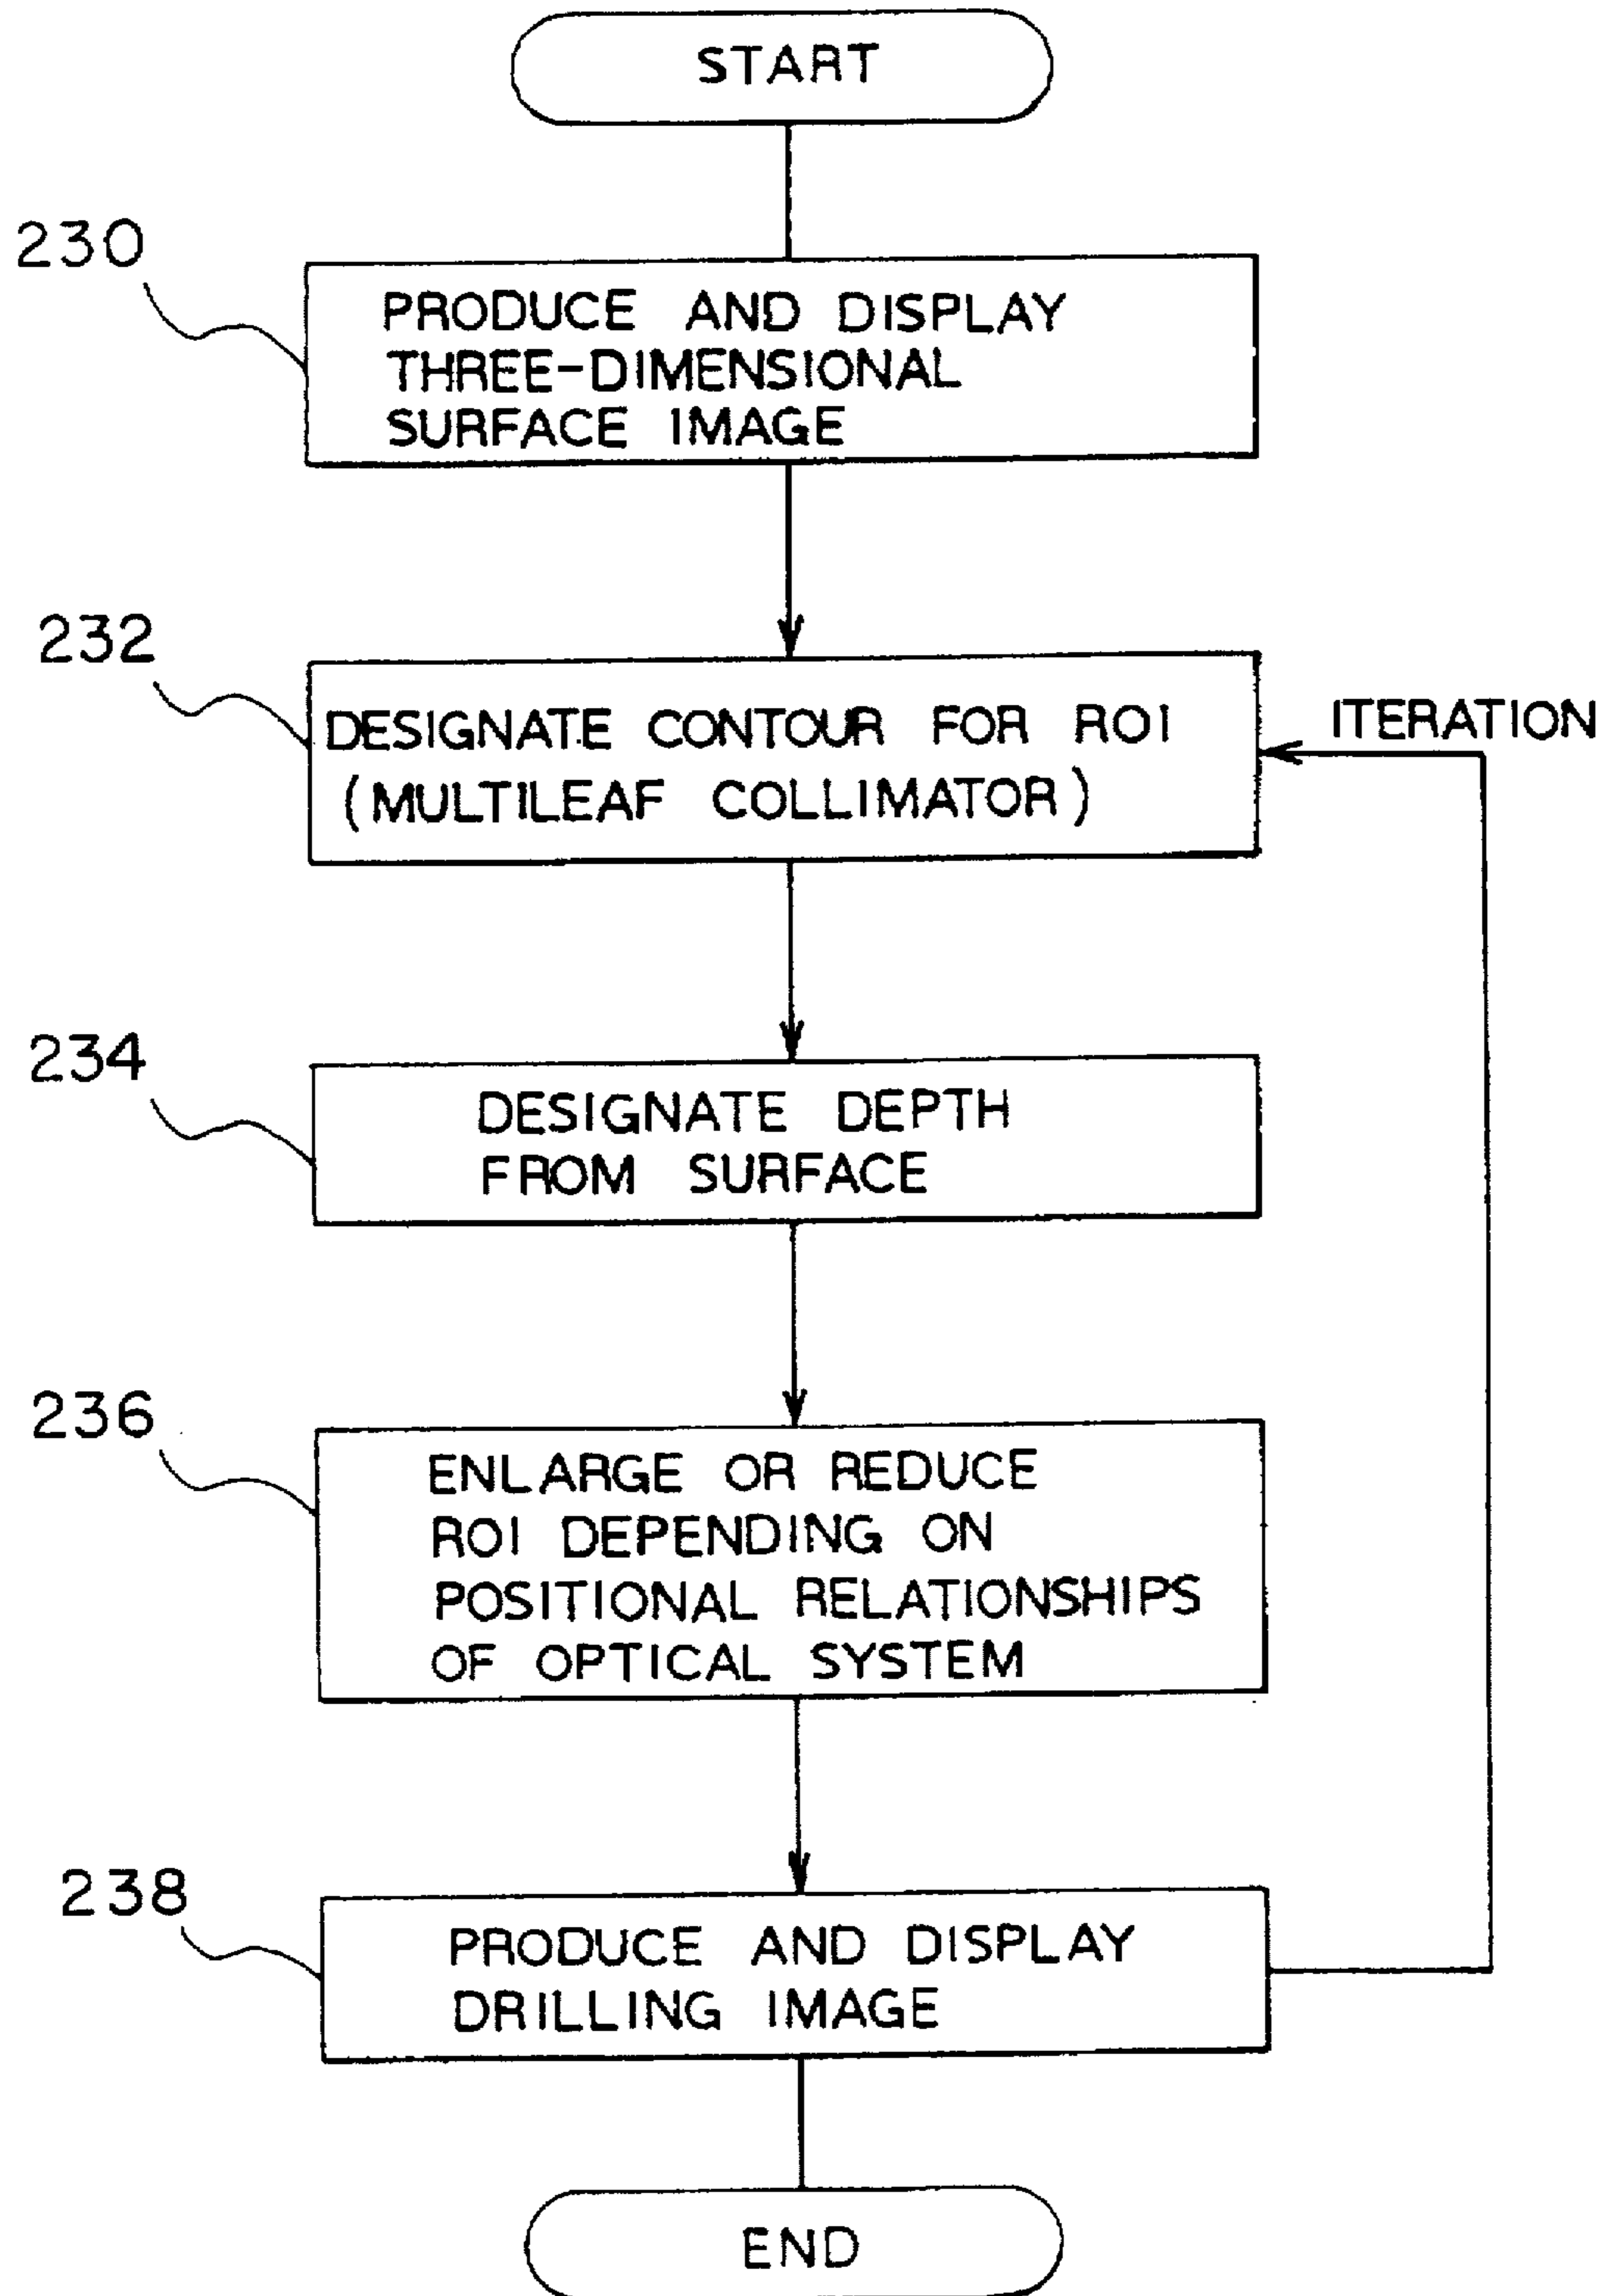 START
230
PRODUCE AND DISPLAY
THREE-DIMENSIONAL
SURFACE IMAGE
232
DESIGNATE CONTOUR FOR ROI
(MULTILEAF COLLIMATOR)
ITERATION
234
DESIGNATE DEPTH
FROM SURFACE
236
ENLARGE OR REDUCE
ROI DEPENDING ON
POSITIONAL RELATIONSHIPS
OF OPTICAL SYSTEM
238
PRODUCE AND DISPLAY
DRILLING IMAGE
END